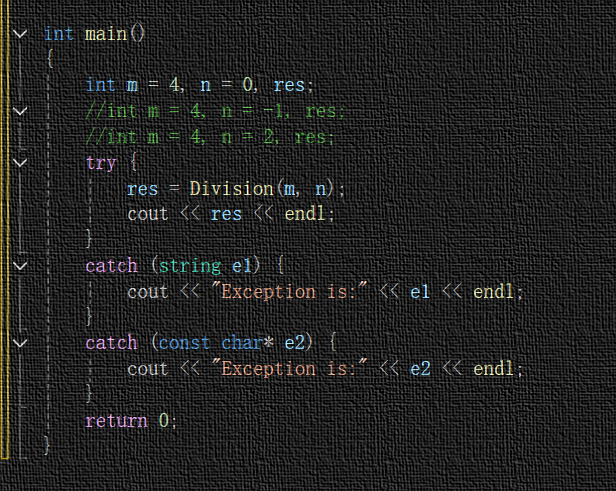 int main()
{
int m = 4, n = 0, res;
//int m = 4, n = -1, res;
//int m = 4, n = 2, res;
try {
res = Division(m, n);
cout << res << endl;
}
catch (string e1) {
cout << "Exception is:" << e1 << endl;
}
catch (const char* e2) {
cout << "Exception is:" << e2 << endl;
}
return 0;
}